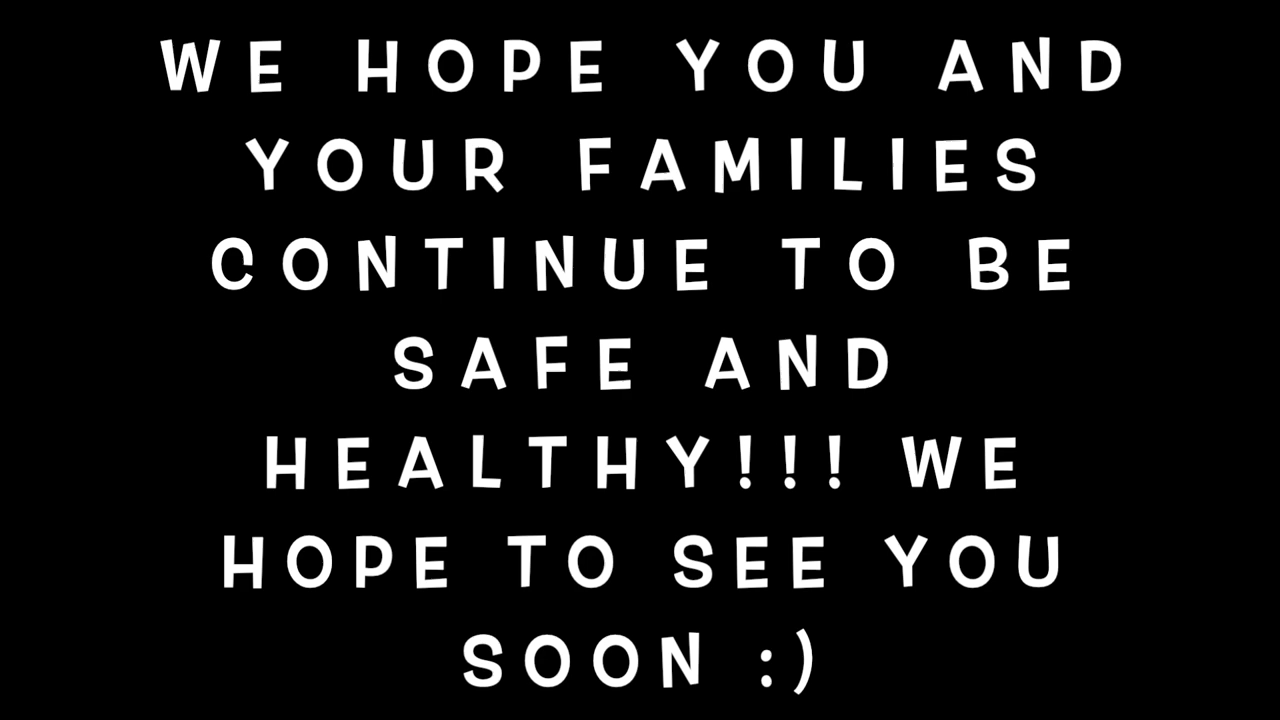 WE HOPE YOU AND
YOUR FAMILIES
CONTINUE TO BE
SAFE AND
HEALTHY!!! WE
HOPE TO SEE YOU
SOON :)